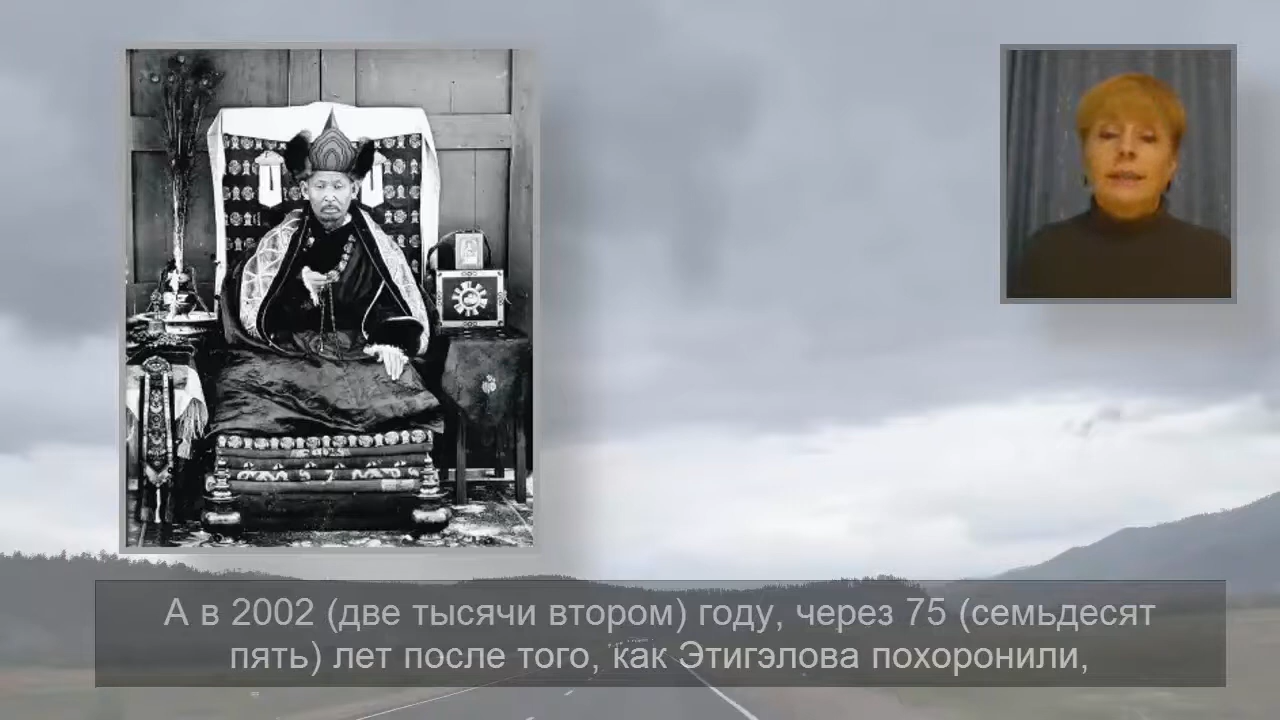 А в 2002 (две тысячи втором) году, через 75 (семьдесят
пять) лет после того, как Этигэлова похоронили,